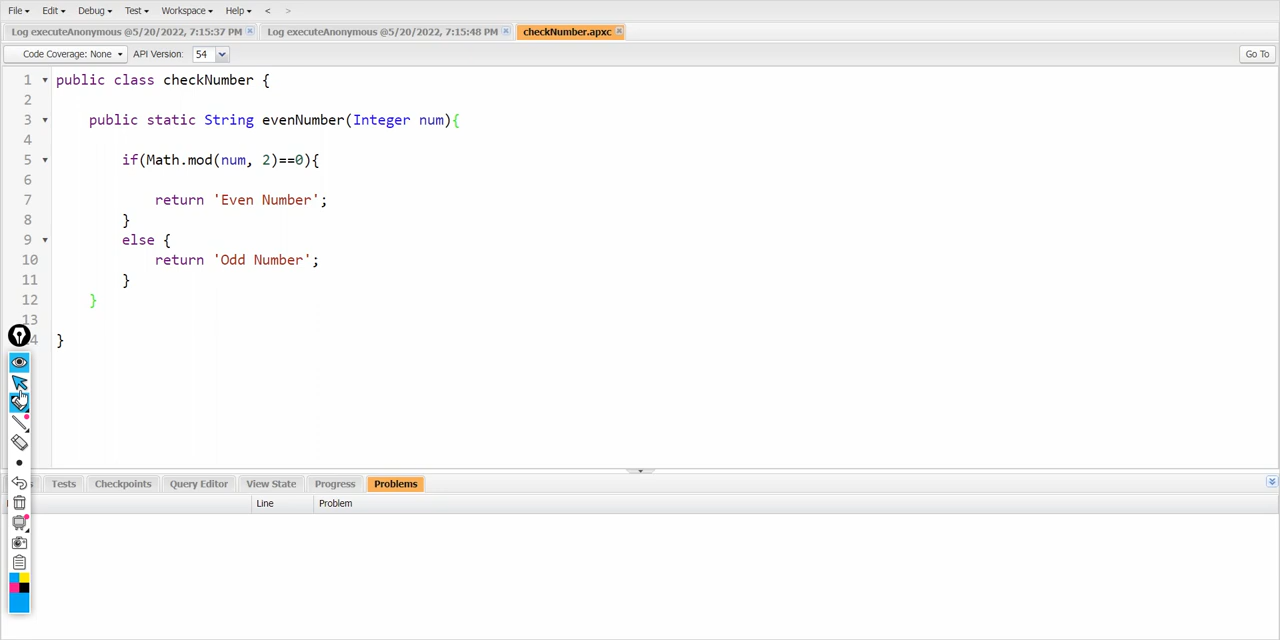 File Edit Debug Test Workspace Help < >
Log executeAnonymous @5/20/2022, 7:15:37 PM Log executeAnonymous @5/20/2022, 7:15:48 PM checkNumber.apxc
Code Coverage: None API Version: 54 Go To
1 public class checkNumber {
2
3 public static String evenNumber(Integer num){
4
5 if(Math.mod(num, 2)==0){
6
7 return 'Even Number';
8 }
9 else {
10 return 'Odd Number';
11 }
12 }
13
4 }
Tests Checkpoints Query Editor View State Progress Problems
Line Problem